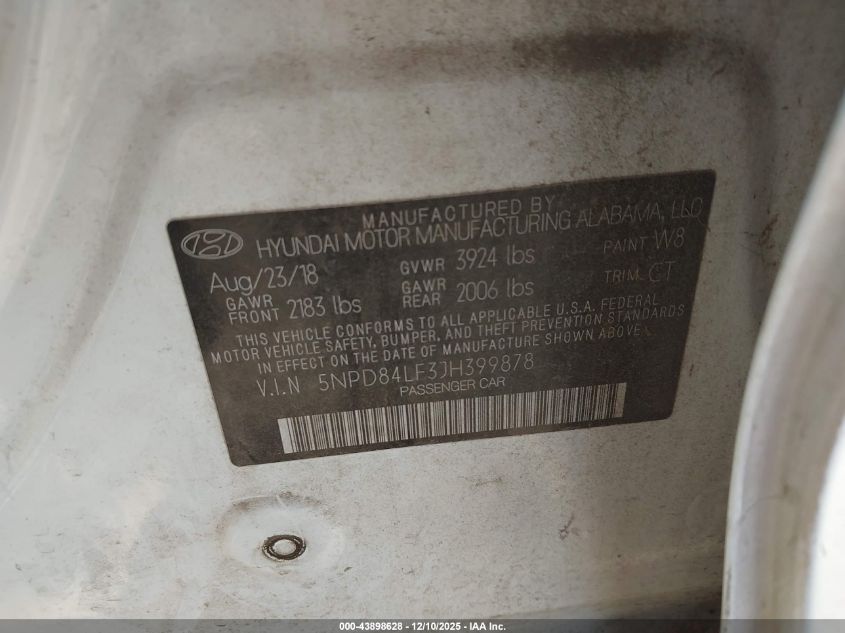 MANUFACTURED BY
HYUNDAI MOTOR MANUFACTURING ALABAMA, LLC
Aug/23/18 GVWR 3924 lbs PAINT W8
GAWR FRONT 2183 lbs GAWR REAR 2006 lbs TRIM CT
THIS VEHICLE CONFORMS TO ALL APPLICABLE U.S.A. FEDERAL
MOTOR VEHICLE SAFETY, BUMPER, AND THEFT PREVENTION STANDARDS
IN EFFECT ON THE DATE OF MANUFACTURE SHOWN ABOVE.
V.I.N 5NPD84LF3JH399878
PASSENGER CAR
000-43898628 - 12/10/2025 - IAA Inc.